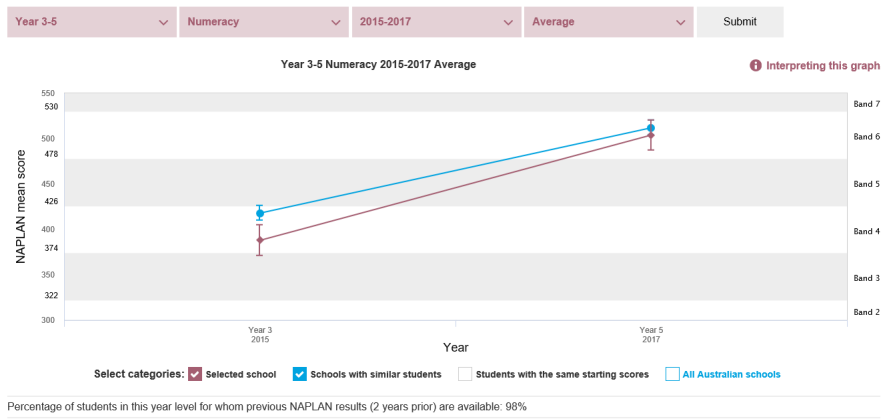 Year 3-5 Numeracy 2015-2017 Average Submit
Year 3-5 Numeracy 2015-2017 Average
Interpreting this graph
550
530
500
478
450
426
400
374
350
322
300
NAPLAN mean score
Band 7
Band 6
Band 5
Band 4
Band 3
Band 2
Year 3
2015
Year 5
2017
Year
Select categories: Selected school Schools with similar students Students with the same starting scores All Australian schools
Percentage of students in this year level for whom previous NAPLAN results (2 years prior) are available: 98%